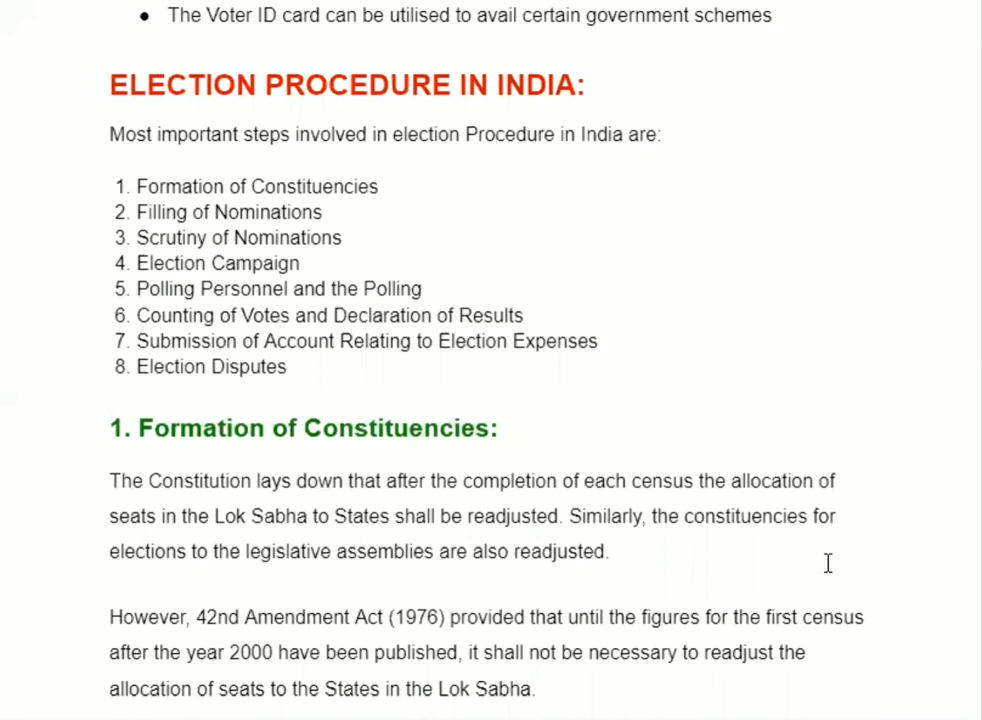 • The Voter ID card can be utilised to avail certain government schemes
ELECTION PROCEDURE IN INDIA:
Most important steps involved in election Procedure in India are:
1. Formation of Constituencies
2. Filling of Nominations
3. Scrutiny of Nominations
4. Election Campaign
5. Polling Personnel and the Polling
6. Counting of Votes and Declaration of Results
7. Submission of Account Relating to Election Expenses
8. Election Disputes
1. Formation of Constituencies:
The Constitution lays down that after the completion of each census the allocation of
seats in the Lok Sabha to States shall be readjusted. Similarly, the constituencies for
elections to the legislative assemblies are also readjusted.
However, 42nd Amendment Act (1976) provided that until the figures for the first census
after the year 2000 have been published, it shall not be necessary to readjust the
allocation of seats to the States in the Lok Sabha.